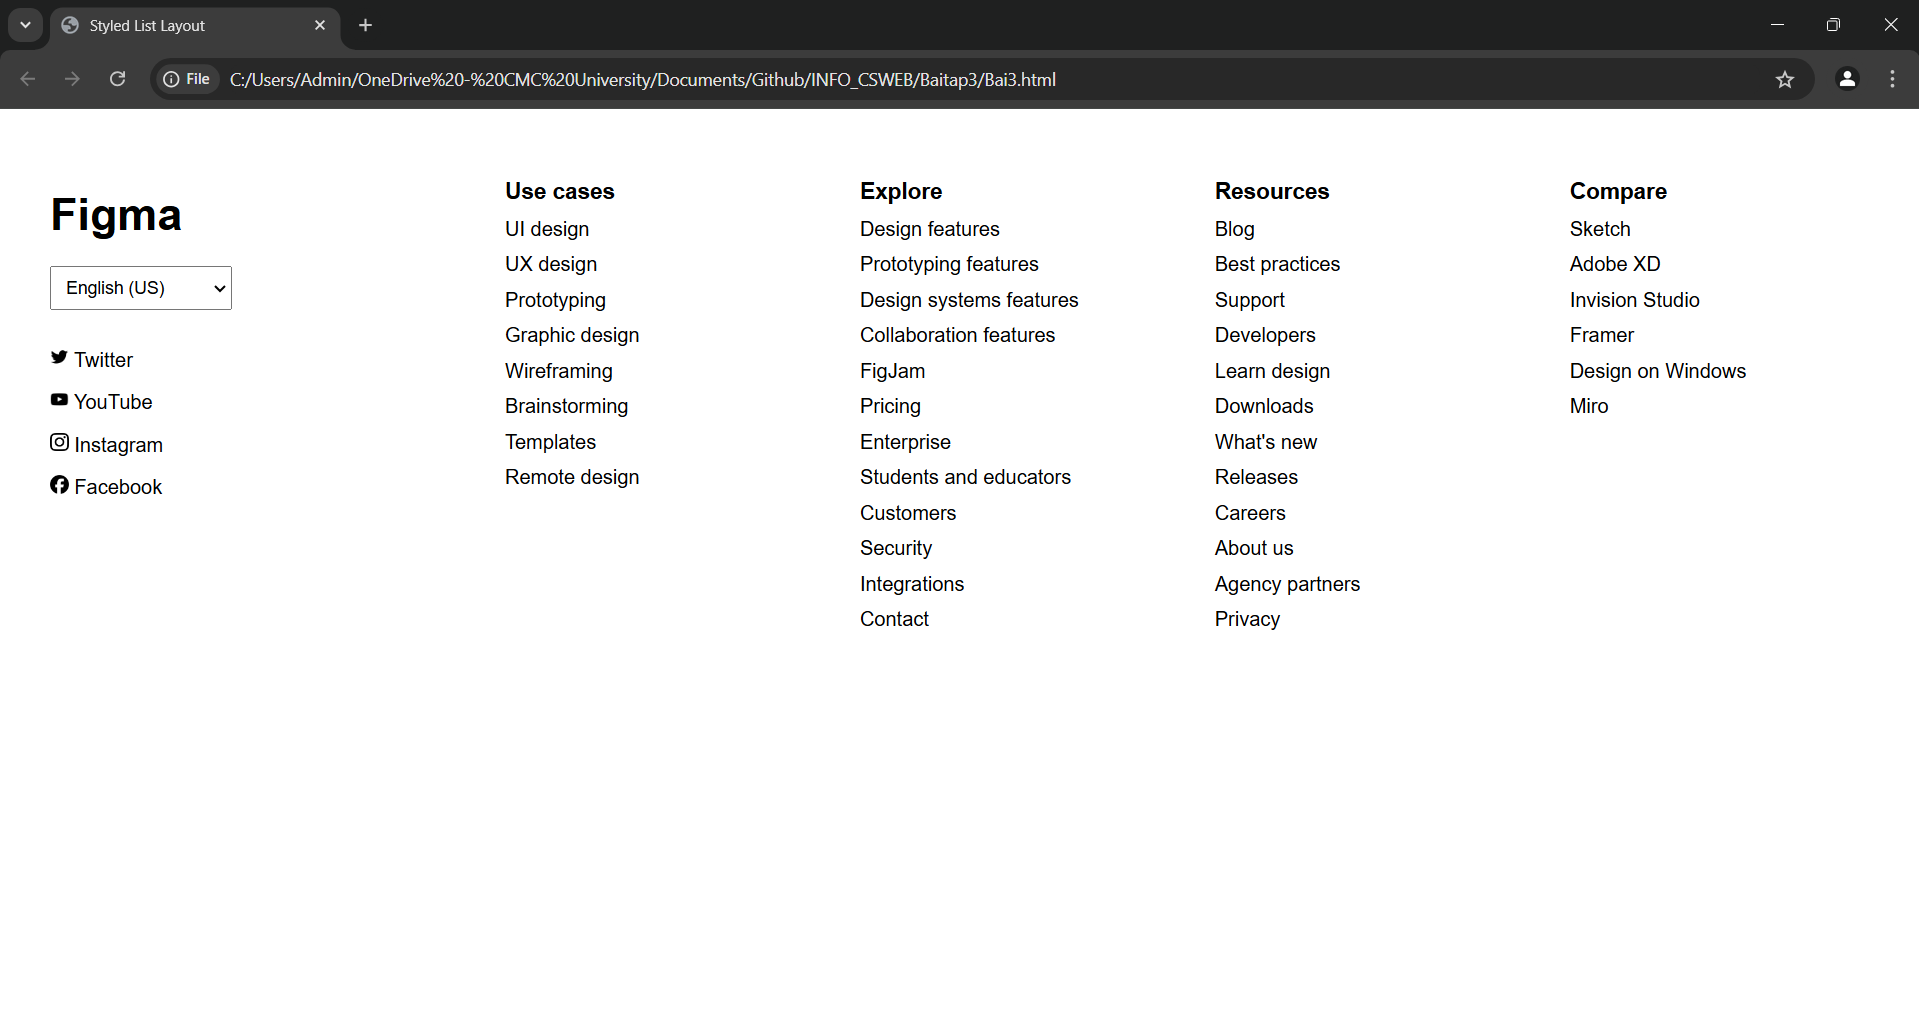 Styled List Layout
File
C:/Users/Admin/OneDrive%20-%20CMC%20University/Documents/Github/INFO_CSWEB/Baitap3/Bai3.html
Figma
English (US)
Twitter
YouTube
Instagram
Facebook
Use cases
UI design
UX design
Prototyping
Graphic design
Wireframing
Brainstorming
Templates
Remote design
Explore
Design features
Prototyping features
Design systems features
Collaboration features
FigJam
Pricing
Enterprise
Students and educators
Customers
Security
Integrations
Contact
Resources
Blog
Best practices
Support
Developers
Learn design
Downloads
What's new
Releases
Careers
About us
Agency partners
Privacy
Compare
Sketch
Adobe XD
Invision Studio
Framer
Design on Windows
Miro